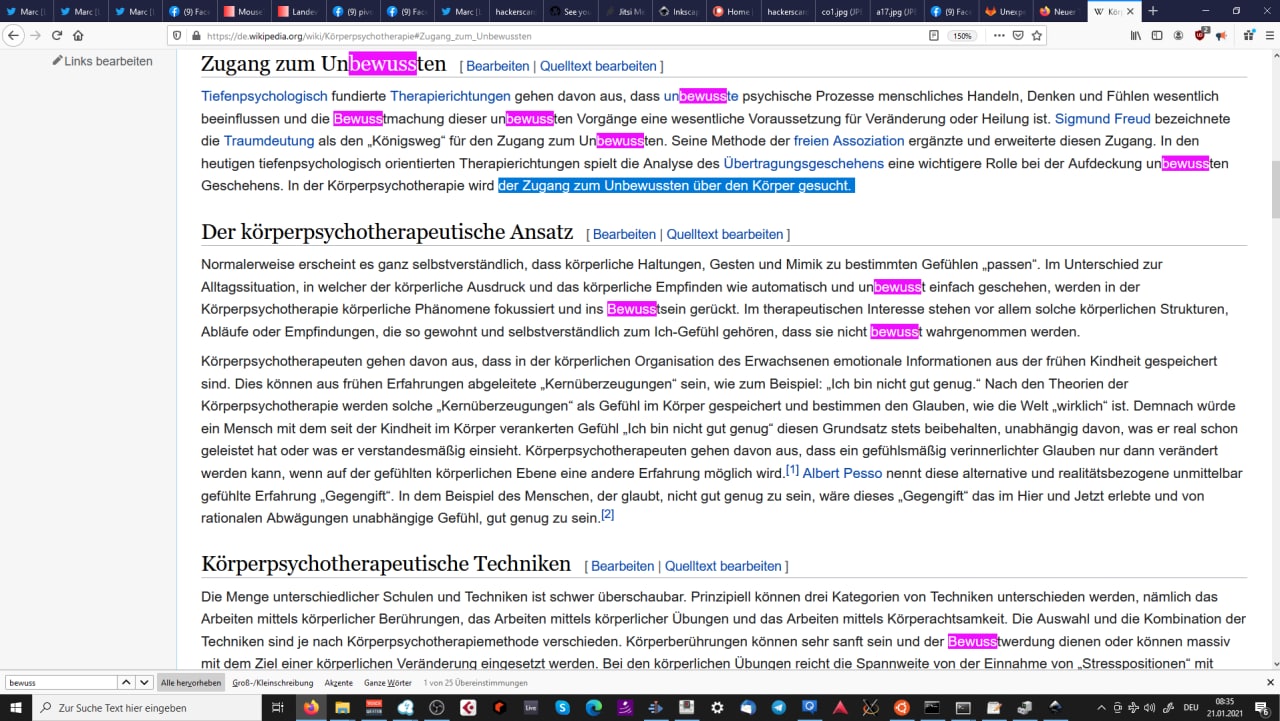 Marc [
Marc [
Marc [
(9) Face
Mouse
Landev
(9) pivo
(9) Face
Marc [
hackerscar
See you
Jitsi M
Inksca
Home |
hackerscar
co1.jpg (JPE
a17.jpg (JPE
(9) Face
Unexp
Neuer
Kör
https://de.wikipedia.org/wiki/Körperpsychotherapie#Zugang_zum_Unbewussten
150%
Links bearbeiten
Zugang zum Unbewussten [ Bearbeiten | Quelltext bearbeiten ]
Tiefenpsychologisch fundierte Therapierichtungen gehen davon aus, dass unbewusste psychische Prozesse menschliches Handeln, Denken und Fühlen wesentlich
beeinflussen und die Bewusstmachung dieser unbewussten Vorgänge eine wesentliche Voraussetzung für Veränderung oder Heilung ist. Sigmund Freud bezeichnete
die Traumdeutung als den „Königsweg“ für den Zugang zum Unbewussten. Seine Methode der freien Assoziation ergänzte und erweiterte diesen Zugang. In den
heutigen tiefenpsychologisch orientierten Therapierichtungen spielt die Analyse des Übertragungsgeschehens eine wichtigere Rolle bei der Aufdeckung unbewussten
Geschehens. In der Körperpsychotherapie wird der Zugang zum Unbewussten über den Körper gesucht.
Der körperpsychotherapeutische Ansatz [ Bearbeiten | Quelltext bearbeiten ]
Normalerweise erscheint es ganz selbstverständlich, dass körperliche Haltungen, Gesten und Mimik zu bestimmten Gefühlen „passen“. Im Unterschied zur
Alltagssituation, in welcher der körperliche Ausdruck und das körperliche Empfinden wie automatisch und unbewusst einfach geschehen, werden in der
Körperpsychotherapie körperliche Phänomene fokussiert und ins Bewusstsein gerückt. Im therapeutischen Interesse stehen vor allem solche körperlichen Strukturen,
Abläufe oder Empfindungen, die so gewohnt und selbstverständlich zum Ich-Gefühl gehören, dass sie nicht bewusst wahrgenommen werden.
Körperpsychotherapeuten gehen davon aus, dass in der körperlichen Organisation des Erwachsenen emotionale Informationen aus der frühen Kindheit gespeichert
sind. Dies können aus frühen Erfahrungen abgeleitete „Kernüberzeugungen“ sein, wie zum Beispiel: „Ich bin nicht gut genug.“ Nach den Theorien der
Körperpsychotherapie werden solche „Kernüberzeugungen“ als Gefühl im Körper gespeichert und bestimmen den Glauben, wie die Welt „wirklich“ ist. Demnach würde
ein Mensch mit dem seit der Kindheit im Körper verankerten Gefühl „Ich bin nicht gut genug“ diesen Grundsatz stets beibehalten, unabhängig davon, was er real schon
geleistet hat oder was er verstandesmäßig einsieht. Körperpsychotherapeuten gehen davon aus, dass ein gefühlsmäßig verinnerlichter Glauben nur dann verändert
werden kann, wenn auf der gefühlten körperlichen Ebene eine andere Erfahrung möglich wird.[1] Albert Pesso nennt diese alternative und realitätsbezogene unmittelbar
gefühlte Erfahrung „Gegengift“. In dem Beispiel des Menschen, der glaubt, nicht gut genug zu sein, wäre dieses „Gegengift“ das im Hier und Jetzt erlebte und von
rationalen Abwägungen unabhängige Gefühl, gut genug zu sein.[2]
Körperpsychotherapeutische Techniken [ Bearbeiten | Quelltext bearbeiten ]
Die Menge unterschiedlicher Schulen und Techniken ist schwer überschaubar. Prinzipiell können drei Kategorien von Techniken unterschieden werden, nämlich das
Arbeiten mittels körperlicher Berührungen, das Arbeiten mittels körperlicher Übungen und das Arbeiten mittels Körperachtsamkeit. Die Auswahl und die Kombination der
Techniken sind je nach Körperpsychotherapiemethode verschieden. Körperberührungen können sehr sanft sein und der Bewusstwerdung dienen oder können massiv
mit dem Ziel einer körperlichen Veränderung eingesetzt werden. Bei den körperlichen Übungen reicht die Spannweite von der Einnahme von „Stresspositionen“ mit
bewuss
Alle hervorheben
Groß-/Kleinschreibung
Akzente
Ganze Wörter
1 von 25 Übereinstimmungen
Zur Suche Text hier eingeben
Live
DEU
08:35
21.01.2021